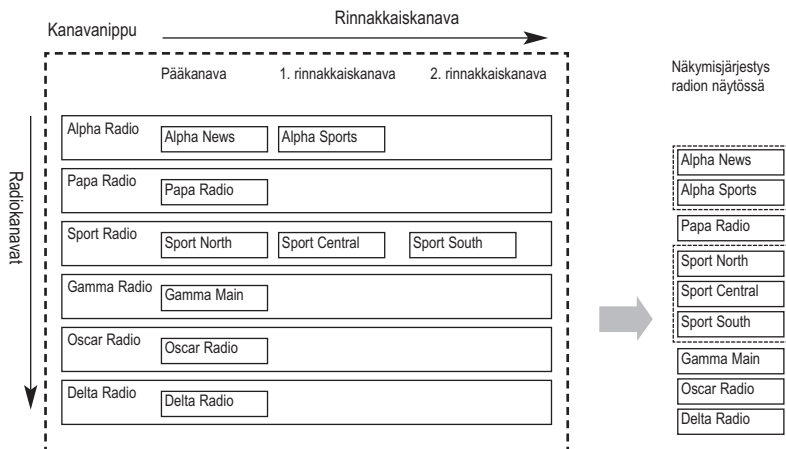 Rinnakkaiskanava
Kanavanippu
Pääkanava
1. rinnakkaiskanava
2. rinnakkaiskanava
Radiokanavat
Alpha Radio
Alpha News
Alpha Sports
Papa Radio
Papa Radio
Sport Radio
Sport North
Sport Central
Sport South
Gamma Radio
Gamma Main
Oscar Radio
Oscar Radio
Delta Radio
Delta Radio
Näkymisjärjestys
radion näytössä
Alpha News
Alpha Sports
Papa Radio
Sport North
Sport Central
Sport South
Gamma Main
Oscar Radio
Delta Radio